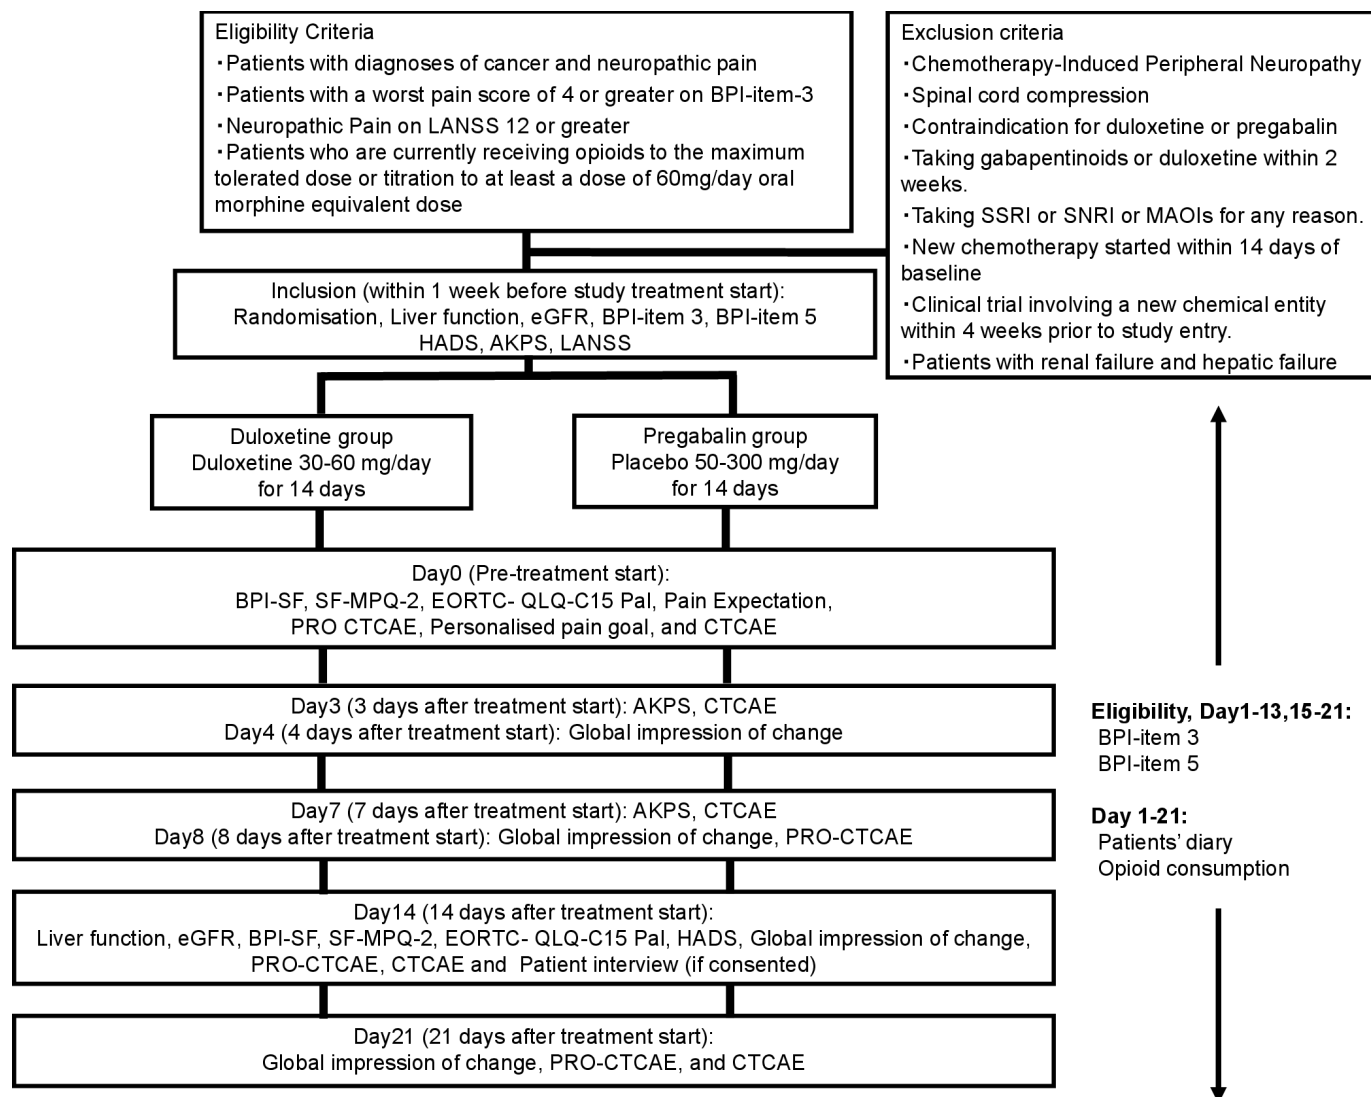 Eligibility Criteria
・Patients with diagnoses of cancer and neuropathic pain
・Patients with a worst pain score of 4 or greater on BPI-item-3
・Neuropathic Pain on LANSS 12 or greater
・Patients who are currently receiving opioids to the maximum
tolerated dose or titration to at least a dose of 60mg/day oral
morphine equivalent dose
Exclusion criteria
・Chemotherapy-Induced Peripheral Neuropathy
・Spinal cord compression
・Contraindication for duloxetine or pregabalin
・Taking gabapentinoids or duloxetine within 2
weeks.
・Taking SSRI or SNRI or MAOIs for any reason.
・New chemotherapy started within 14 days of
baseline
・Clinical trial involving a new chemical entity
within 4 weeks prior to study entry.
・Patients with renal failure and hepatic failure
Inclusion (within 1 week before study treatment start):
Randomisation, Liver function, eGFR, BPI-item 3, BPI-item 5
HADS, AKPS, LANSS
Duloxetine group
Duloxetine 30-60 mg/day
for 14 days
Pregabalin group
Placebo 50-300 mg/day
for 14 days
Day0 (Pre-treatment start):
BPI-SF, SF-MPQ-2, EORTC- QLQ-C15 Pal, Pain Expectation,
PRO CTCAE, Personalised pain goal, and CTCAE
Day3 (3 days after treatment start): AKPS, CTCAE
Day4 (4 days after treatment start): Global impression of change
Day7 (7 days after treatment start): AKPS, CTCAE
Day8 (8 days after treatment start): Global impression of change, PRO-CTCAE
Day14 (14 days after treatment start):
Liver function, eGFR, BPI-SF, SF-MPQ-2, EORTC- QLQ-C15 Pal, HADS, Global impression of change,
PRO-CTCAE, CTCAE and Patient interview (if consented)
Day21 (21 days after treatment start):
Global impression of change, PRO-CTCAE, and CTCAE
Eligibility, Day1-13,15-21:
BPI-item 3
BPI-item 5
Day 1-21:
Patients’ diary
Opioid consumption